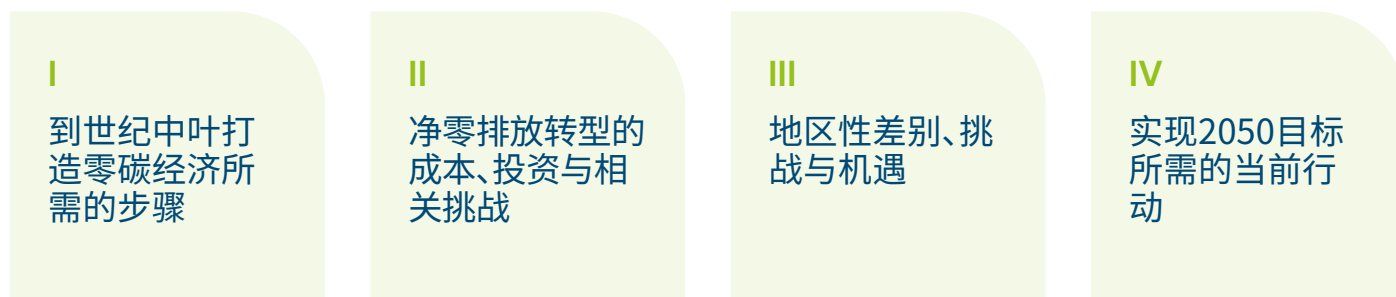 I
到世纪中叶打
造零碳经济所
需的步骤
II
净零排放转型的
成本、投资与相
关挑战
III
地区性差别、挑
战与机遇
IV
实现2050目标
所需的当前行
动